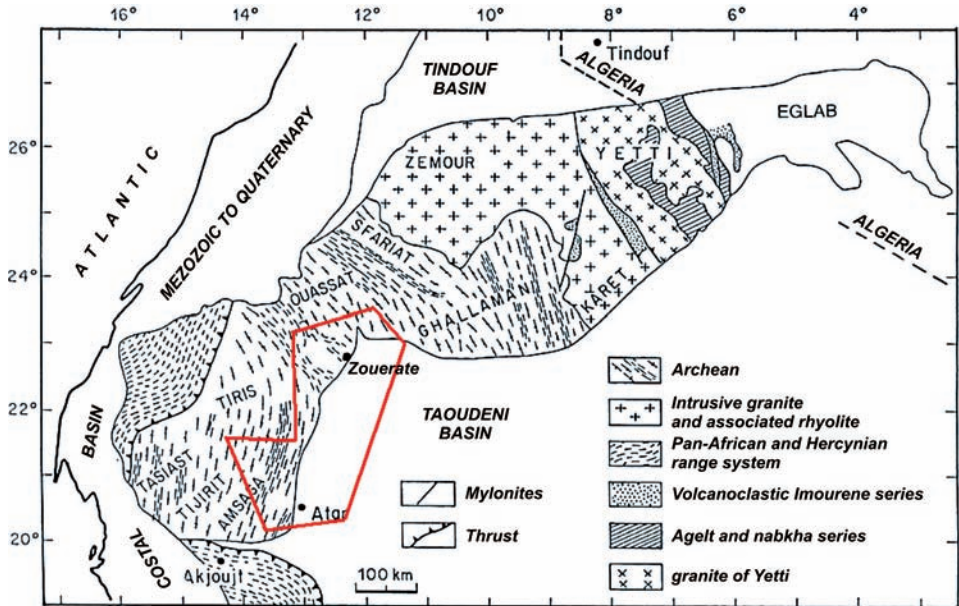 16°
14°
12°
10°
8°
6°
4°
Tindouf
TINDOUF
BASIN
ALGERIA
EGLAB
26°
ZEMOUR
YETTI
ATLANTIC
MEZOZOIC TO QUATERNARY
SFARIAT
24°
OUASSAT
GHALLAMAN
KARET
ALGERIA
Zouerate
TIRIS
22°
BASIN
TAOUDENI
BASIN
TASIAST
TIJIRIT
AMSAGA
Atar
20°
COSTAL
Akjoujt
100 km
Mylonites
Thrust
Archean
Intrusive granite
and associated rhyolite
Pan-African and Hercynian
range system
Volcanoclastic Imourene series
Agelt and nabkha series
granite of Yetti